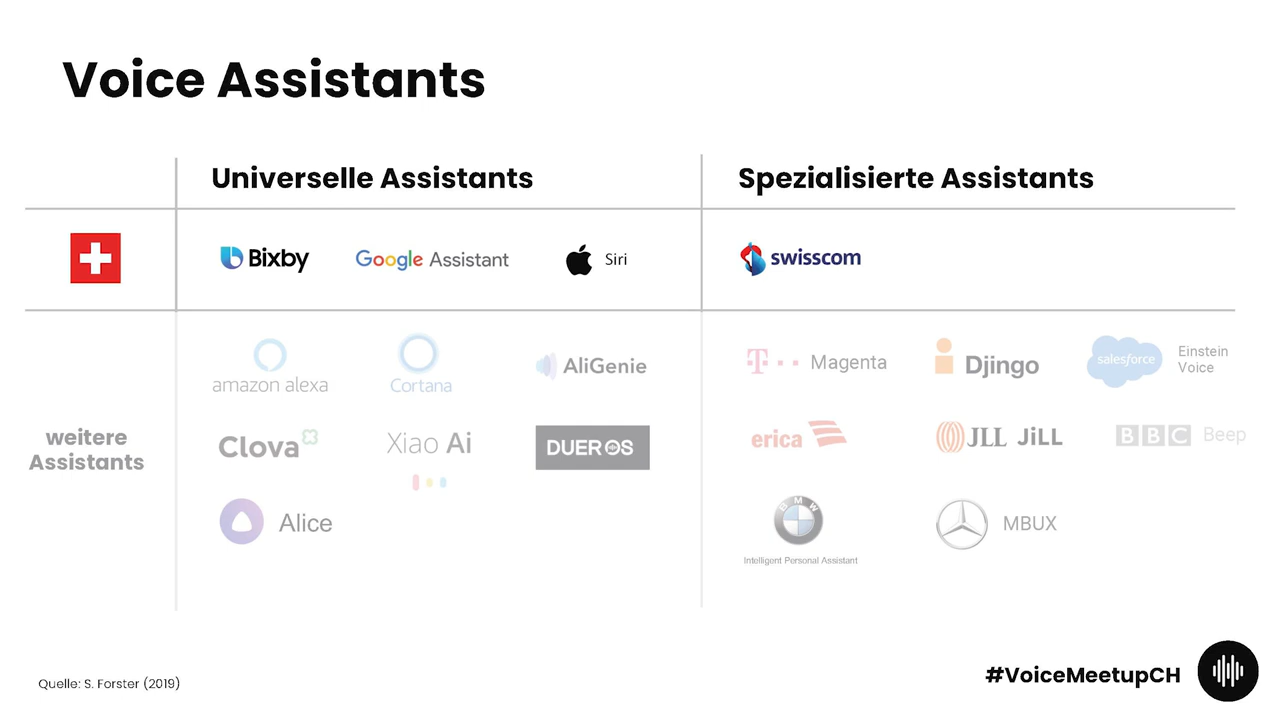 Voice Assistants
Universelle Assistants
Spezialisierte Assistants
Bixby
Google Assistant
Siri
swisscom
weitere
Assistants
amazon alexa
Cortana
AliGenie
Clova
Xiao Ai
DUEROS
Alice
T Magenta
Djingo
salesforce
Einstein
Voice
erica
JLL JiLL
BBC Beep
BMW
Intelligent Personal Assistant
MBUX
Quelle: S. Forster (2019)
#VoiceMeetupCH